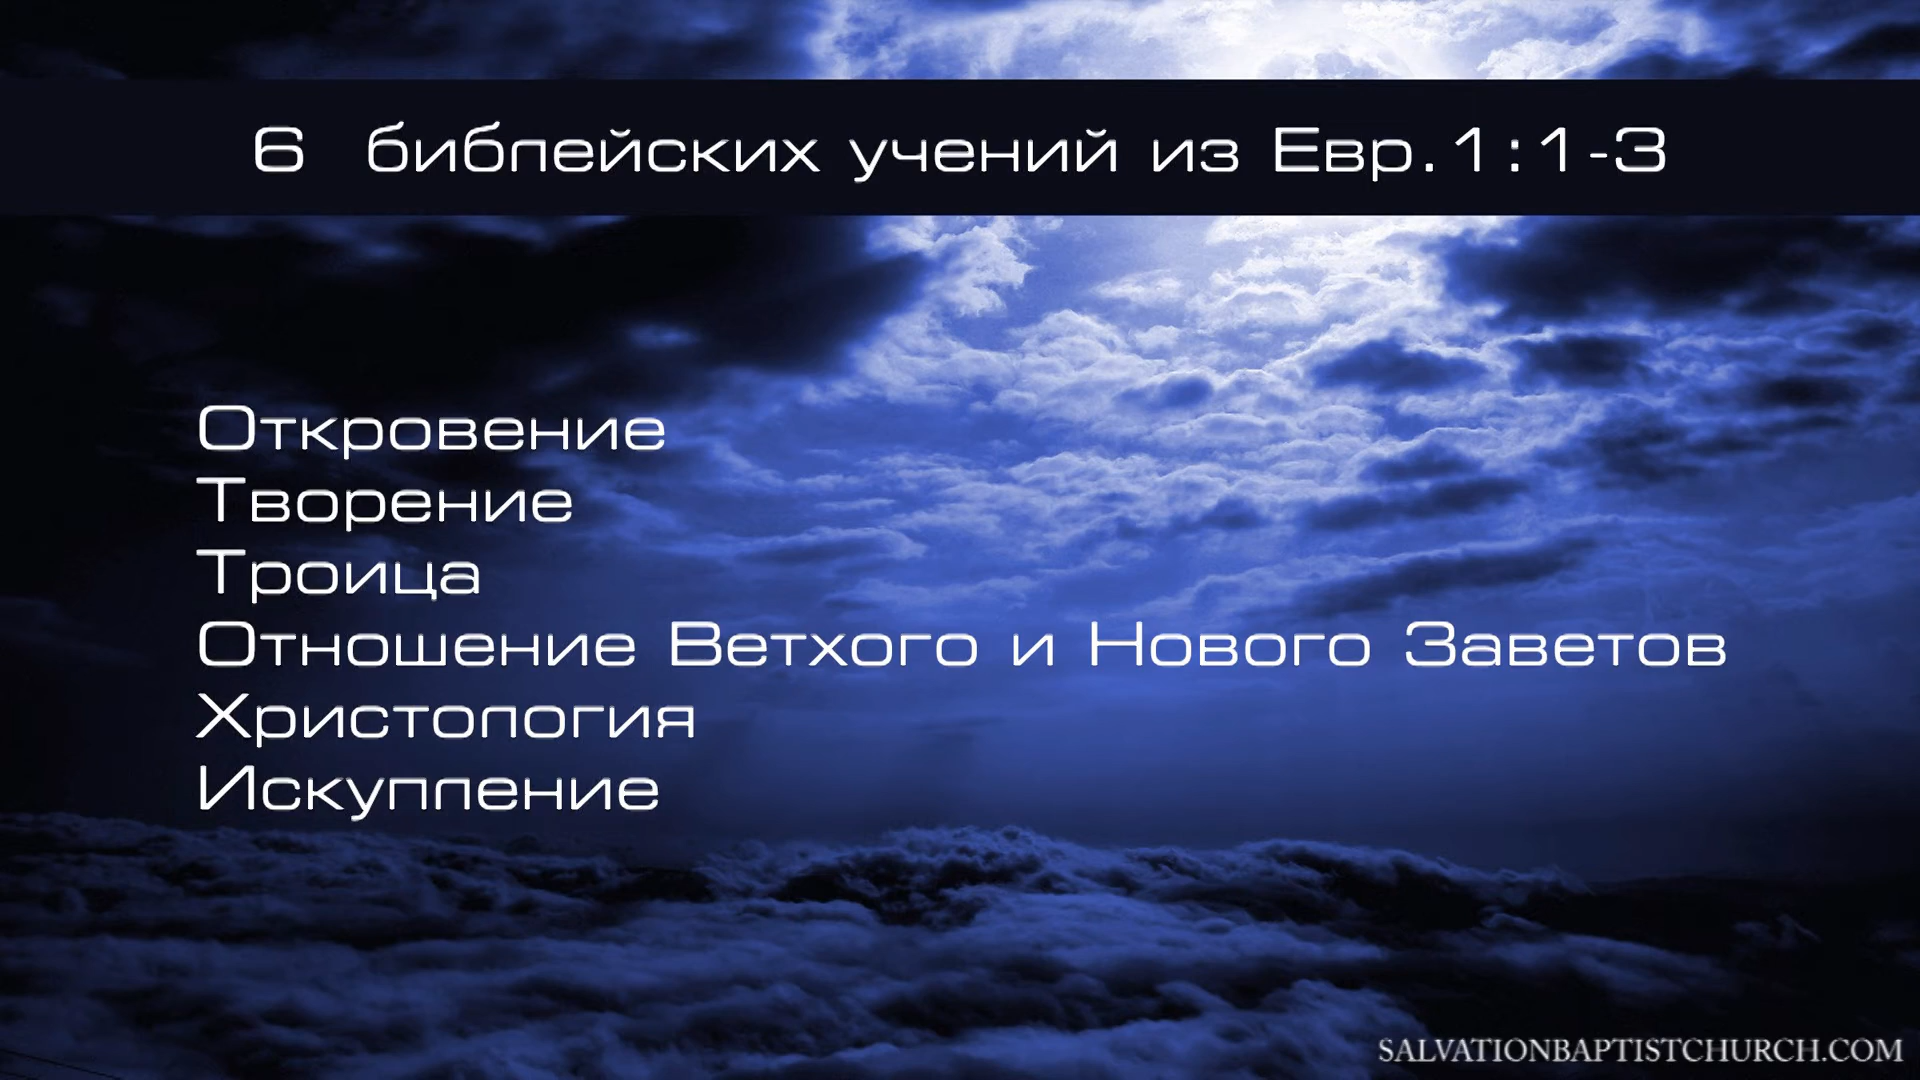 6 библейских учений из Евр.1:1-3
Откровение
Творение
Троица
Отношение Ветхого и Нового Заветов
Христология
Искупление
SALVATIONBAPTISTCHURCH.COM